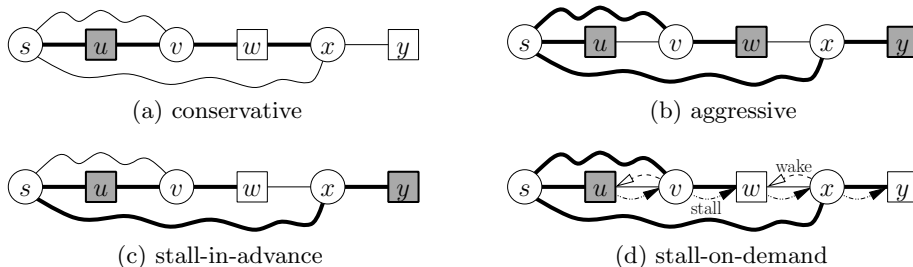 s u v w x y
s u v w x y
(a) conservative
(b) aggressive
s u v w x y
s u v w x y
wake
stall
(c) stall-in-advance
(d) stall-on-demand